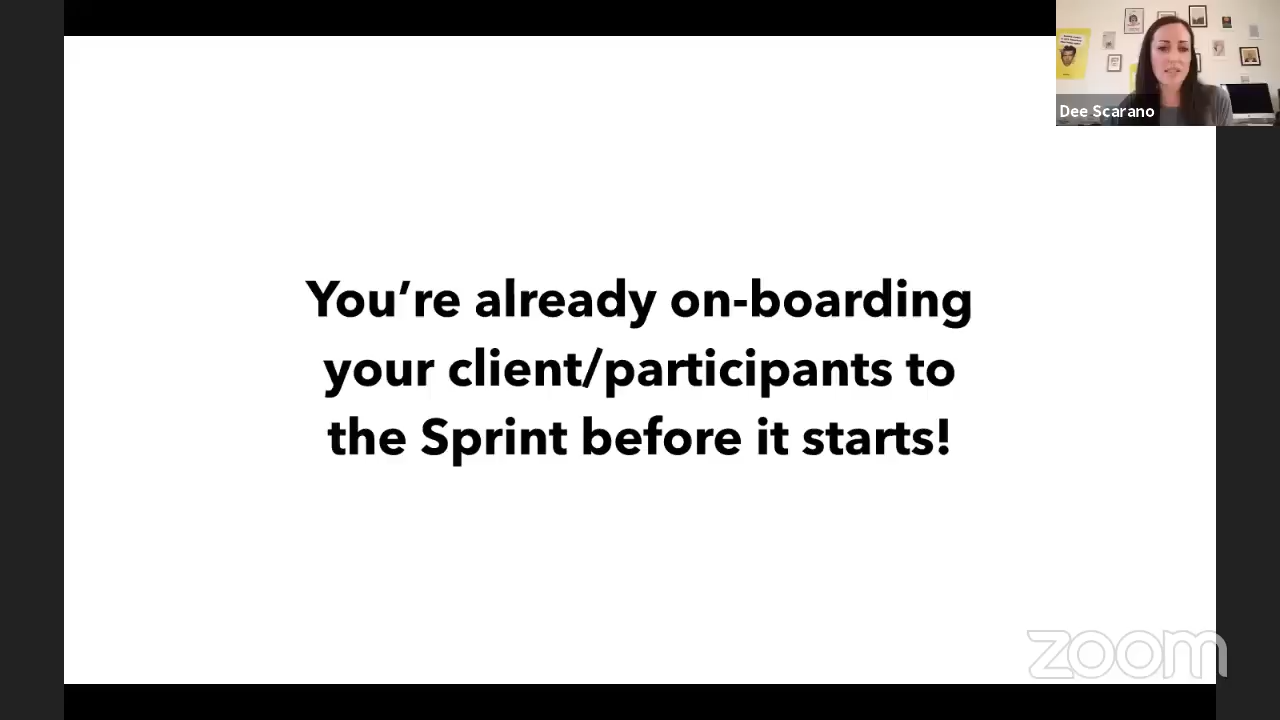 Dee Scarano
You’re already on-boarding
your client/participants to
the Sprint before it starts!
zoom